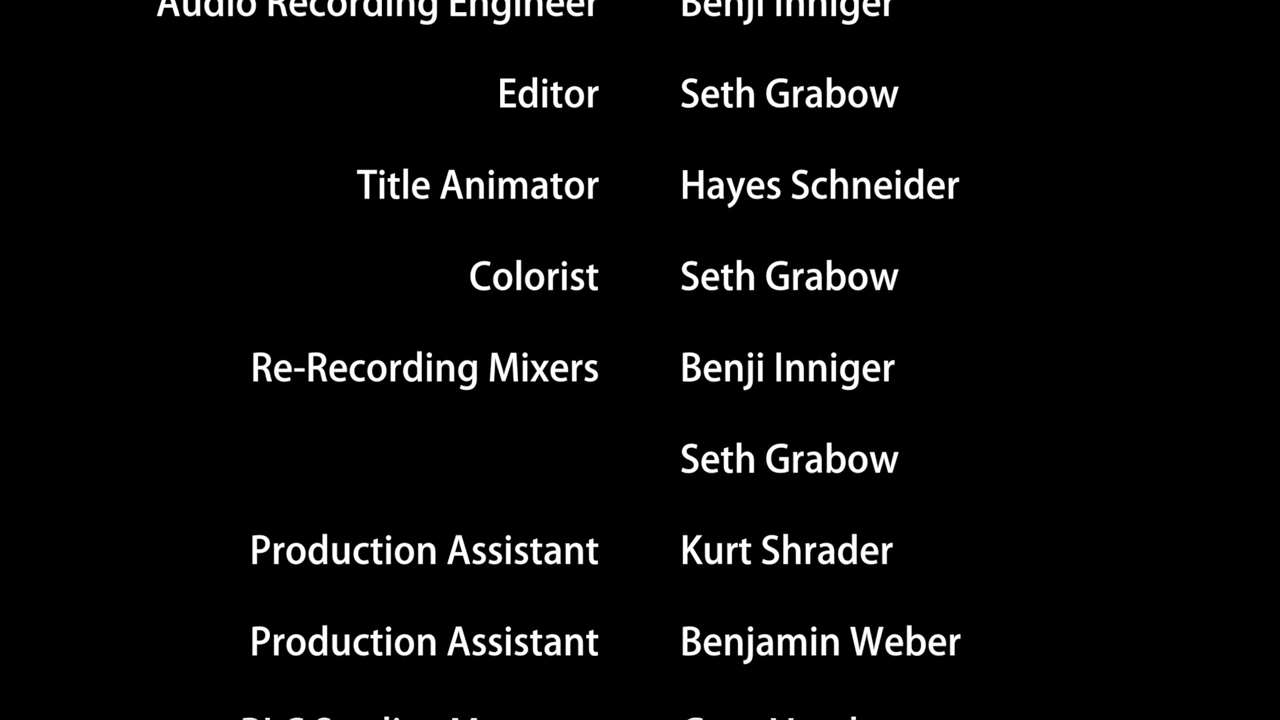 Audio Recording Engineer Benji Inniger
Editor Seth Grabow
Title Animator Hayes Schneider
Colorist Seth Grabow
Re-Recording Mixers Benji Inniger
Seth Grabow
Production Assistant Kurt Shrader
Production Assistant Benjamin Weber